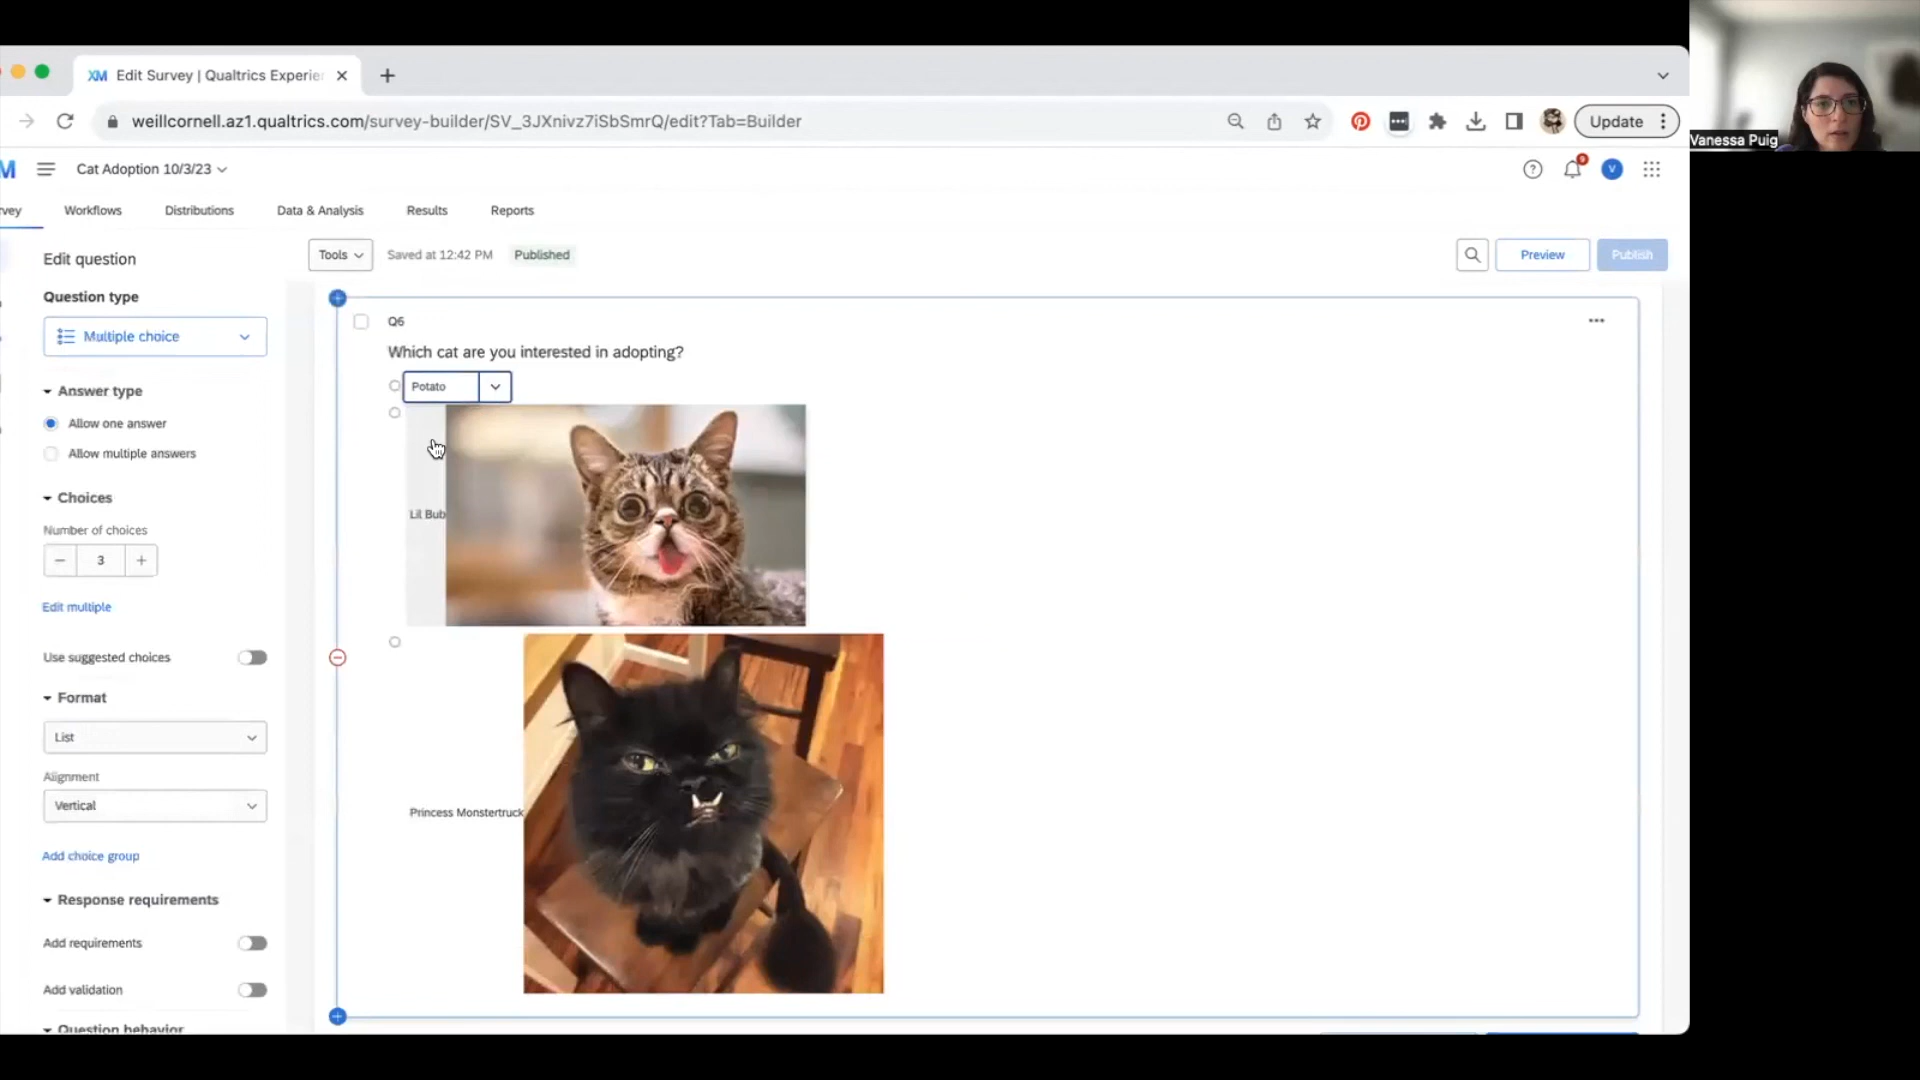 XM Edit Survey | Qualtrics Experie
weillcornell.az1.qualtrics.com/survey-builder/SV_3JXnivz7iSbSmrQ/edit?Tab=Builder
Update
Vanessa Puig
M
Cat Adoption 10/3/23
9
V
vey
Workflows
Distributions
Data & Analysis
Results
Reports
Edit question
Tools
Saved at 12:42 PM
Published
Preview
Publish
Question type
Multiple choice
Q6
Which cat are you interested in adopting?
Potato
Answer type
Allow one answer
Allow multiple answers
Choices
Lil Bub
Number of choices
3
Edit multiple
Use suggested choices
Format
List
Alignment
Vertical
Princess Monstertruck
Add choice group
Response requirements
Add requirements
Add validation
Question behavior